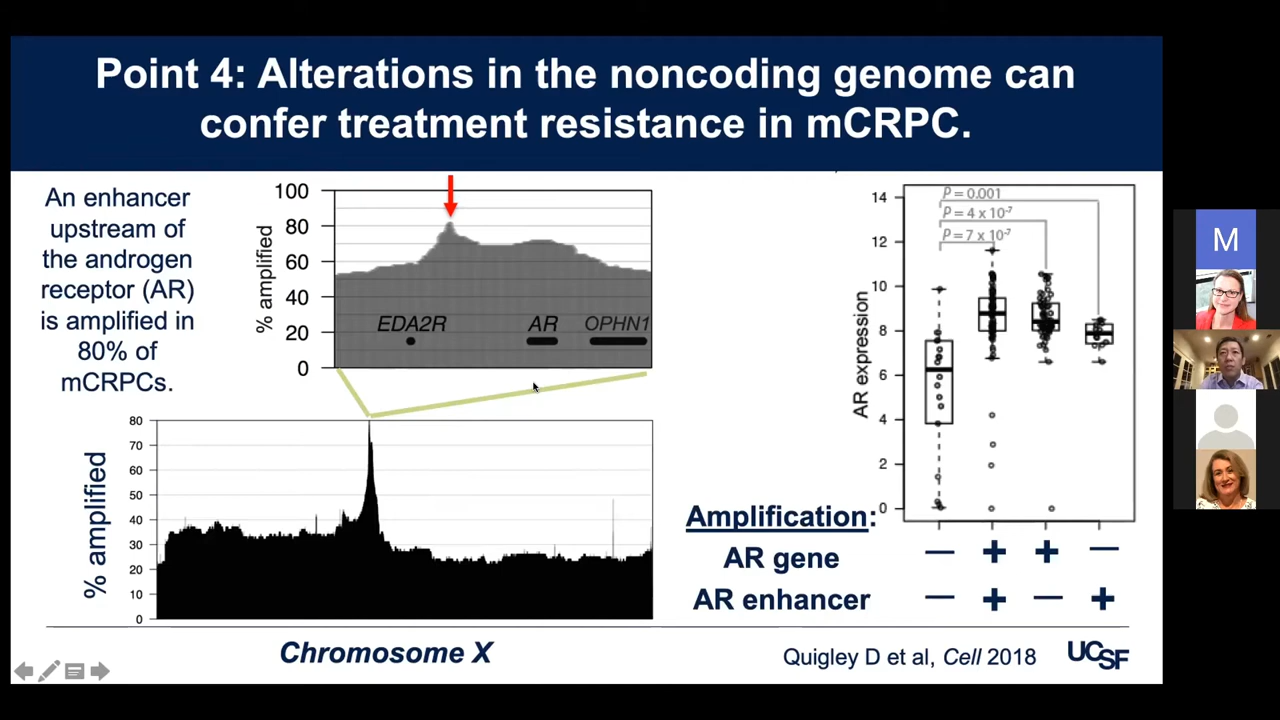 Point 4: Alterations in the noncoding genome can
confer treatment resistance in mCRPC.
An enhancer
upstream of
the androgen
receptor (AR)
is amplified in
80% of
mCRPCs.
% amplified
100
80
60
40
20
0
EDA2R
AR
OPHN1
% amplified
80
70
60
50
40
30
20
10
0
Chromosome X
AR expression
14
12
10
8
6
4
2
0
P = 0.001
P = 4 x 10⁻⁷
P = 7 x 10⁻⁷
Amplification:
AR gene — + + —
AR enhancer — + — +
Quigley D et al, Cell 2018
UCSF
M